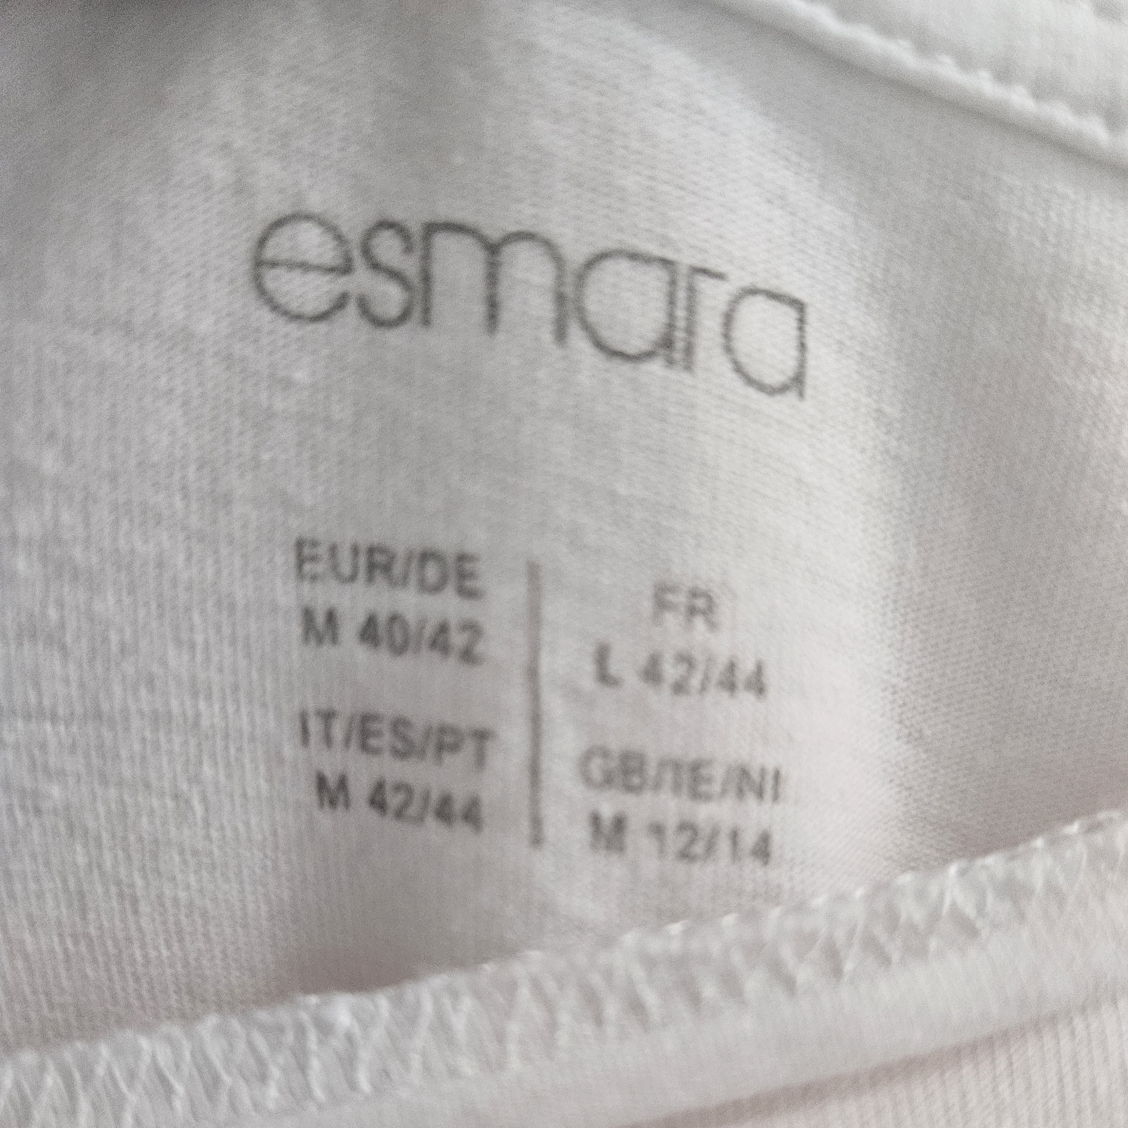 esmara
EUR/DE
M 40/42
IT/ES/PT
M 42/44
FR
L 42/44
GB/IE/NI
M 12/14